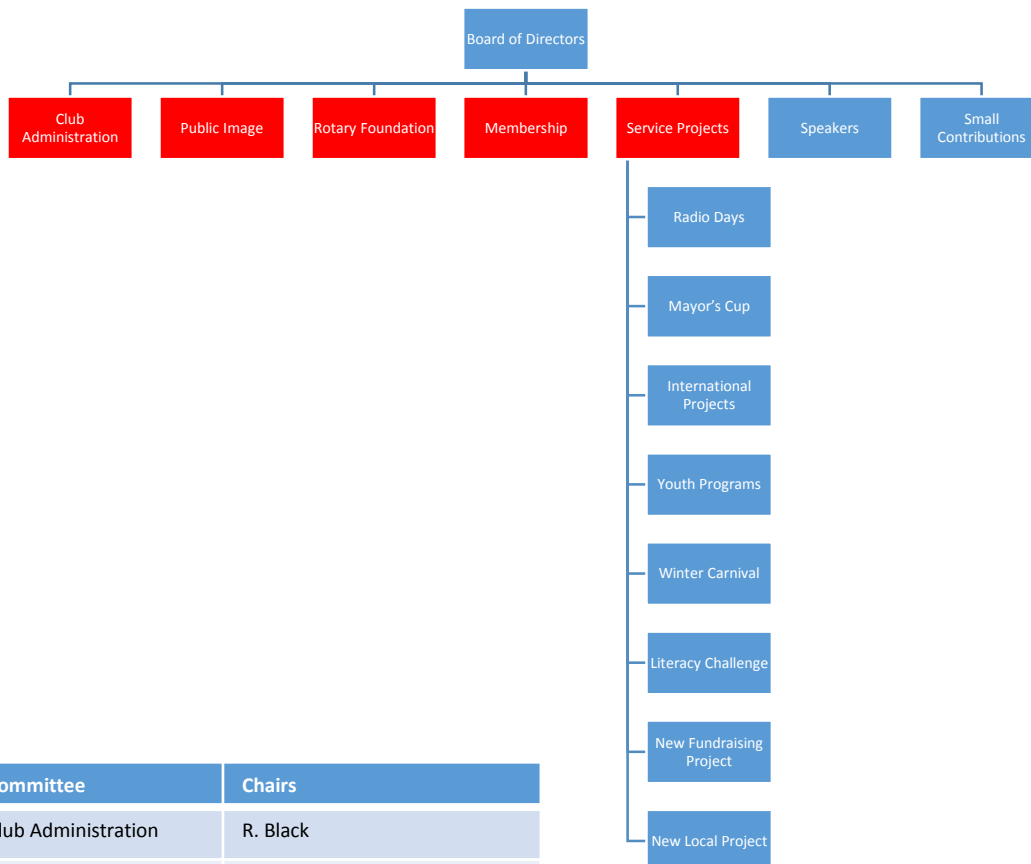 Board of Directors
Club
Administration
Public Image
Rotary Foundation
Membership
Service Projects
Speakers
Small
Contributions
Radio Days
Mayor's Cup
International
Projects
Youth Programs
Winter Carnival
Literacy Challenge
New Fundraising
Project
New Local Project
ommittee Chairs
lub Administration R. Black